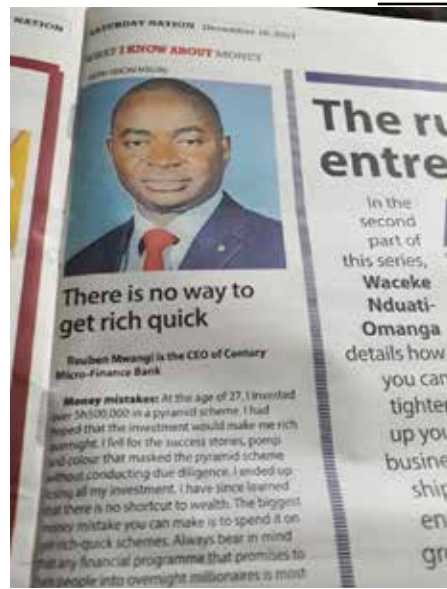 NATION
SATURDAY NATION December
WHAT I KNOW ABOUT MONEY
There is no way to
get rich quick
Reuben Mwangi is the CEO of Century
Micro-Finance Bank
Money mistakes: At the age of 27, I invested
over Sh500,000 in a pyramid scheme. I had
hoped that the investment would make me rich
overnight. I fell for the success stories, pomp
and colour that masked the pyramid scheme
without conducting due diligence. I ended up
losing all my investment. I have since learned
that there is no shortcut to wealth. The biggest
money mistake you can make is to spend it on
get-rich-quick schemes. Always bear in mind
that any financial programme that promises to
people into overnight millionaires is most
The ru
entre
In the
second
part of
this series,
Waceke
Nduati-
Omanga
details how
you can
tighte
up you
busine
ship
en
gr